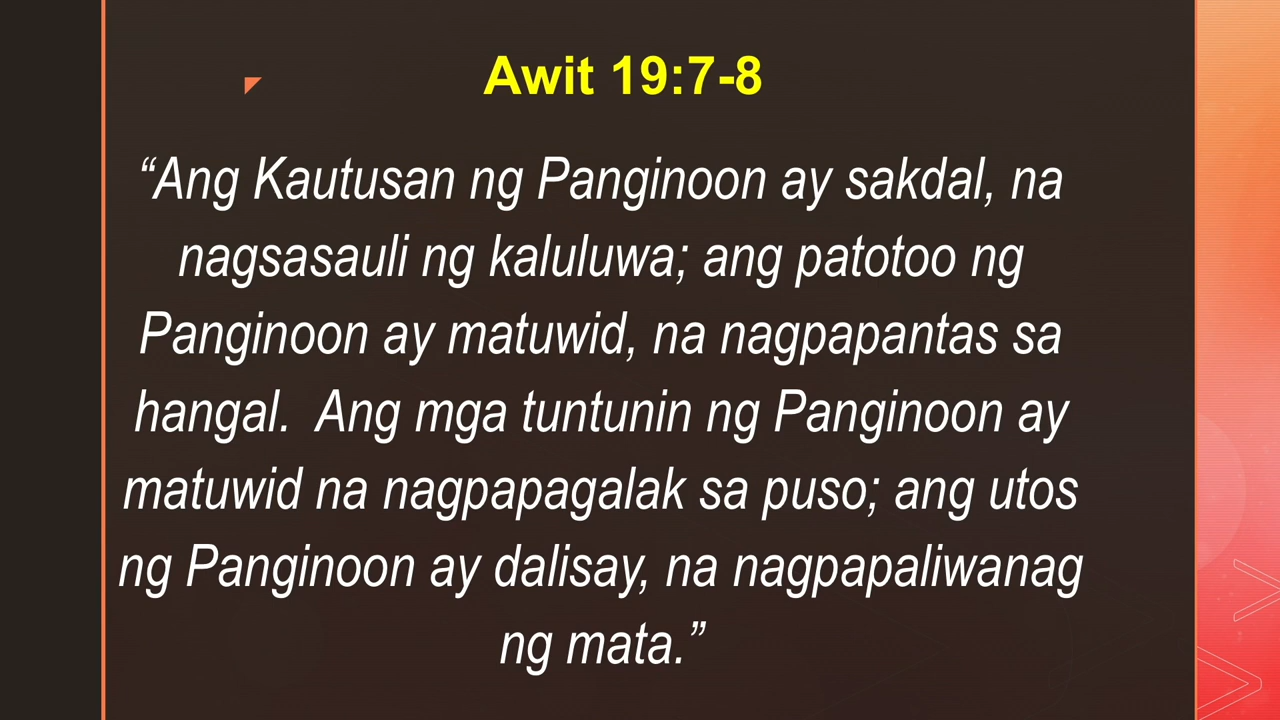 Awit 19:7-8
“Ang Kautusan ng Panginoon ay sakdal, na
nagsasauli ng kaluluwa; ang patotoo ng
Panginoon ay matuwid, na nagpapantas sa
hangal.  Ang mga tuntunin ng Panginoon ay
matuwid na nagpapagalak sa puso; ang utos
ng Panginoon ay dalisay, na nagpapaliwanag
ng mata.”